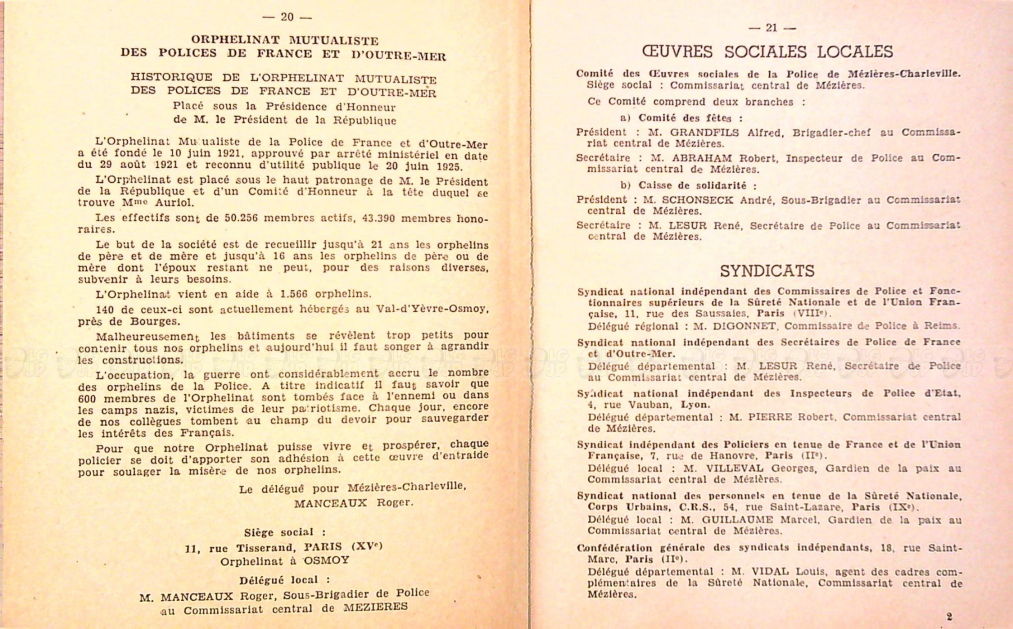 — 20 —
ORPHELINAT MUTUALISTE
DES POLICES DE FRANCE ET D'OUTRE-MER
HISTORIQUE DE L'ORPHELINAT MUTUALISTE
DES POLICES DE FRANCE ET D'OUTRE-MER
Placé sous la Présidence d'Honneur
de M. le Président de la République
L'Orphelinat Mutualiste de la Police de France et d'Outre-Mer
a été fondé le 10 juin 1921, approuvé par arrêté ministériel en date
du 29 août 1921 et reconnu d'utilité publique le 20 juin 1925.
L'Orphelinat est placé sous le haut patronage de M. le Président
de la République et d'un Comité d'Honneur à la tête duquel se
trouve Mme Auriol.
Les effectifs sont de 50.256 membres actifs, 43.390 membres hono-
raires.
Le but de la société est de recueillir jusqu'à 21 ans les orphelins
de père et de mère et jusqu'à 16 ans les orphelins de père ou de
mère dont l'époux restant ne peut, pour des raisons diverses,
subvenir à leurs besoins.
L'Orphelinat vient en aide à 1.566 orphelins.
140 de ceux-ci sont actuellement hébergés au Val-d'Yèvre-Osmoy,
près de Bourges.
Malheureusement les bâtiments se révèlent trop petits pour
contenir tous nos orphelins et aujourd'hui il faut songer à agrandir
les constructions.
L'occupation, la guerre ont considérablement accru le nombre
des orphelins de la Police. A titre indicatif il faut savoir que
600 membres de l'Orphelinat sont tombés face à l'ennemi ou dans
les camps nazis, victimes de leur patriotisme. Chaque jour, encore
de nos collègues tombent au champ du devoir pour sauvegarder
les intérêts des Français.
Pour que notre Orphelinat puisse vivre et prospérer, chaque
policier se doit d'apporter son adhésion à cette œuvre d'entraide
pour soulager la misère de nos orphelins.
Le délégué pour Mézières-Charleville,
MANCEAUX Roger.
Siège social :
11, rue Tisserand, PARIS (XVe)
Orphelinat à OSMOY
Délégué local :
M. MANCEAUX Roger, Sous-Brigadier de Police
au Commissariat central de MEZIERES
— 21 —
ŒUVRES SOCIALES LOCALES
Comité des Œuvres sociales de la Police de Mézières-Charleville.
Siège social : Commissariat central de Mézières.
Ce Comité comprend deux branches :
a) Comité des fêtes :
Président : M. GRANDFILS Alfred, Brigadier-chef au Commissa-
riat central de Mézières.
Secrétaire : M. ABRAHAM Robert, Inspecteur de Police au Com-
missariat central de Mézières.
b) Caisse de solidarité :
Président : M. SCHONSECK André, Sous-Brigadier au Commissariat
central de Mézières.
Secrétaire : M. LESUR René, Secrétaire de Police au Commissariat
central de Mézières.
SYNDICATS
Syndicat national indépendant des Commissaires de Police et Fonc-
tionnaires supérieurs de la Sûreté Nationale et de l'Union Fran-
çaise, 11, rue des Saussaies, Paris (VIIIe).
Délégué régional : M. DIGONNET, Commissaire de Police à Reims.
Syndicat national indépendant des Secrétaires de Police de France
et d'Outre-Mer.
Délégué départemental : M. LESUR René, Secrétaire de Police
au Commissariat central de Mézières.
Syndicat national indépendant des Inspecteurs de Police d'Etat,
4, rue Vauban, Lyon.
Délégué départemental : M. PIERRE Robert, Commissariat central
de Mézières.
Syndicat indépendant des Policiers en tenue de France et de l'Union
Française, 7, rue de Hanovre, Paris (IIe).
Délégué local : M. VILLEVAL Georges, Gardien de la paix au
Commissariat central de Mézières.
Syndicat national des personnels en tenue de la Sûreté Nationale,
Corps Urbains, C.R.S., 54, rue Saint-Lazare, Paris (IXe).
Délégué local : M. GUILLAUME Marcel, Gardien de la paix au
Commissariat central de Mézières.
Confédération générale des syndicats indépendants, 18, rue Saint-
Marc, Paris (IIe).
Délégué départemental : M. VIDAL Louis, agent des cadres com-
plémentaires de la Sûreté Nationale, Commissariat central de
Mézières.
2